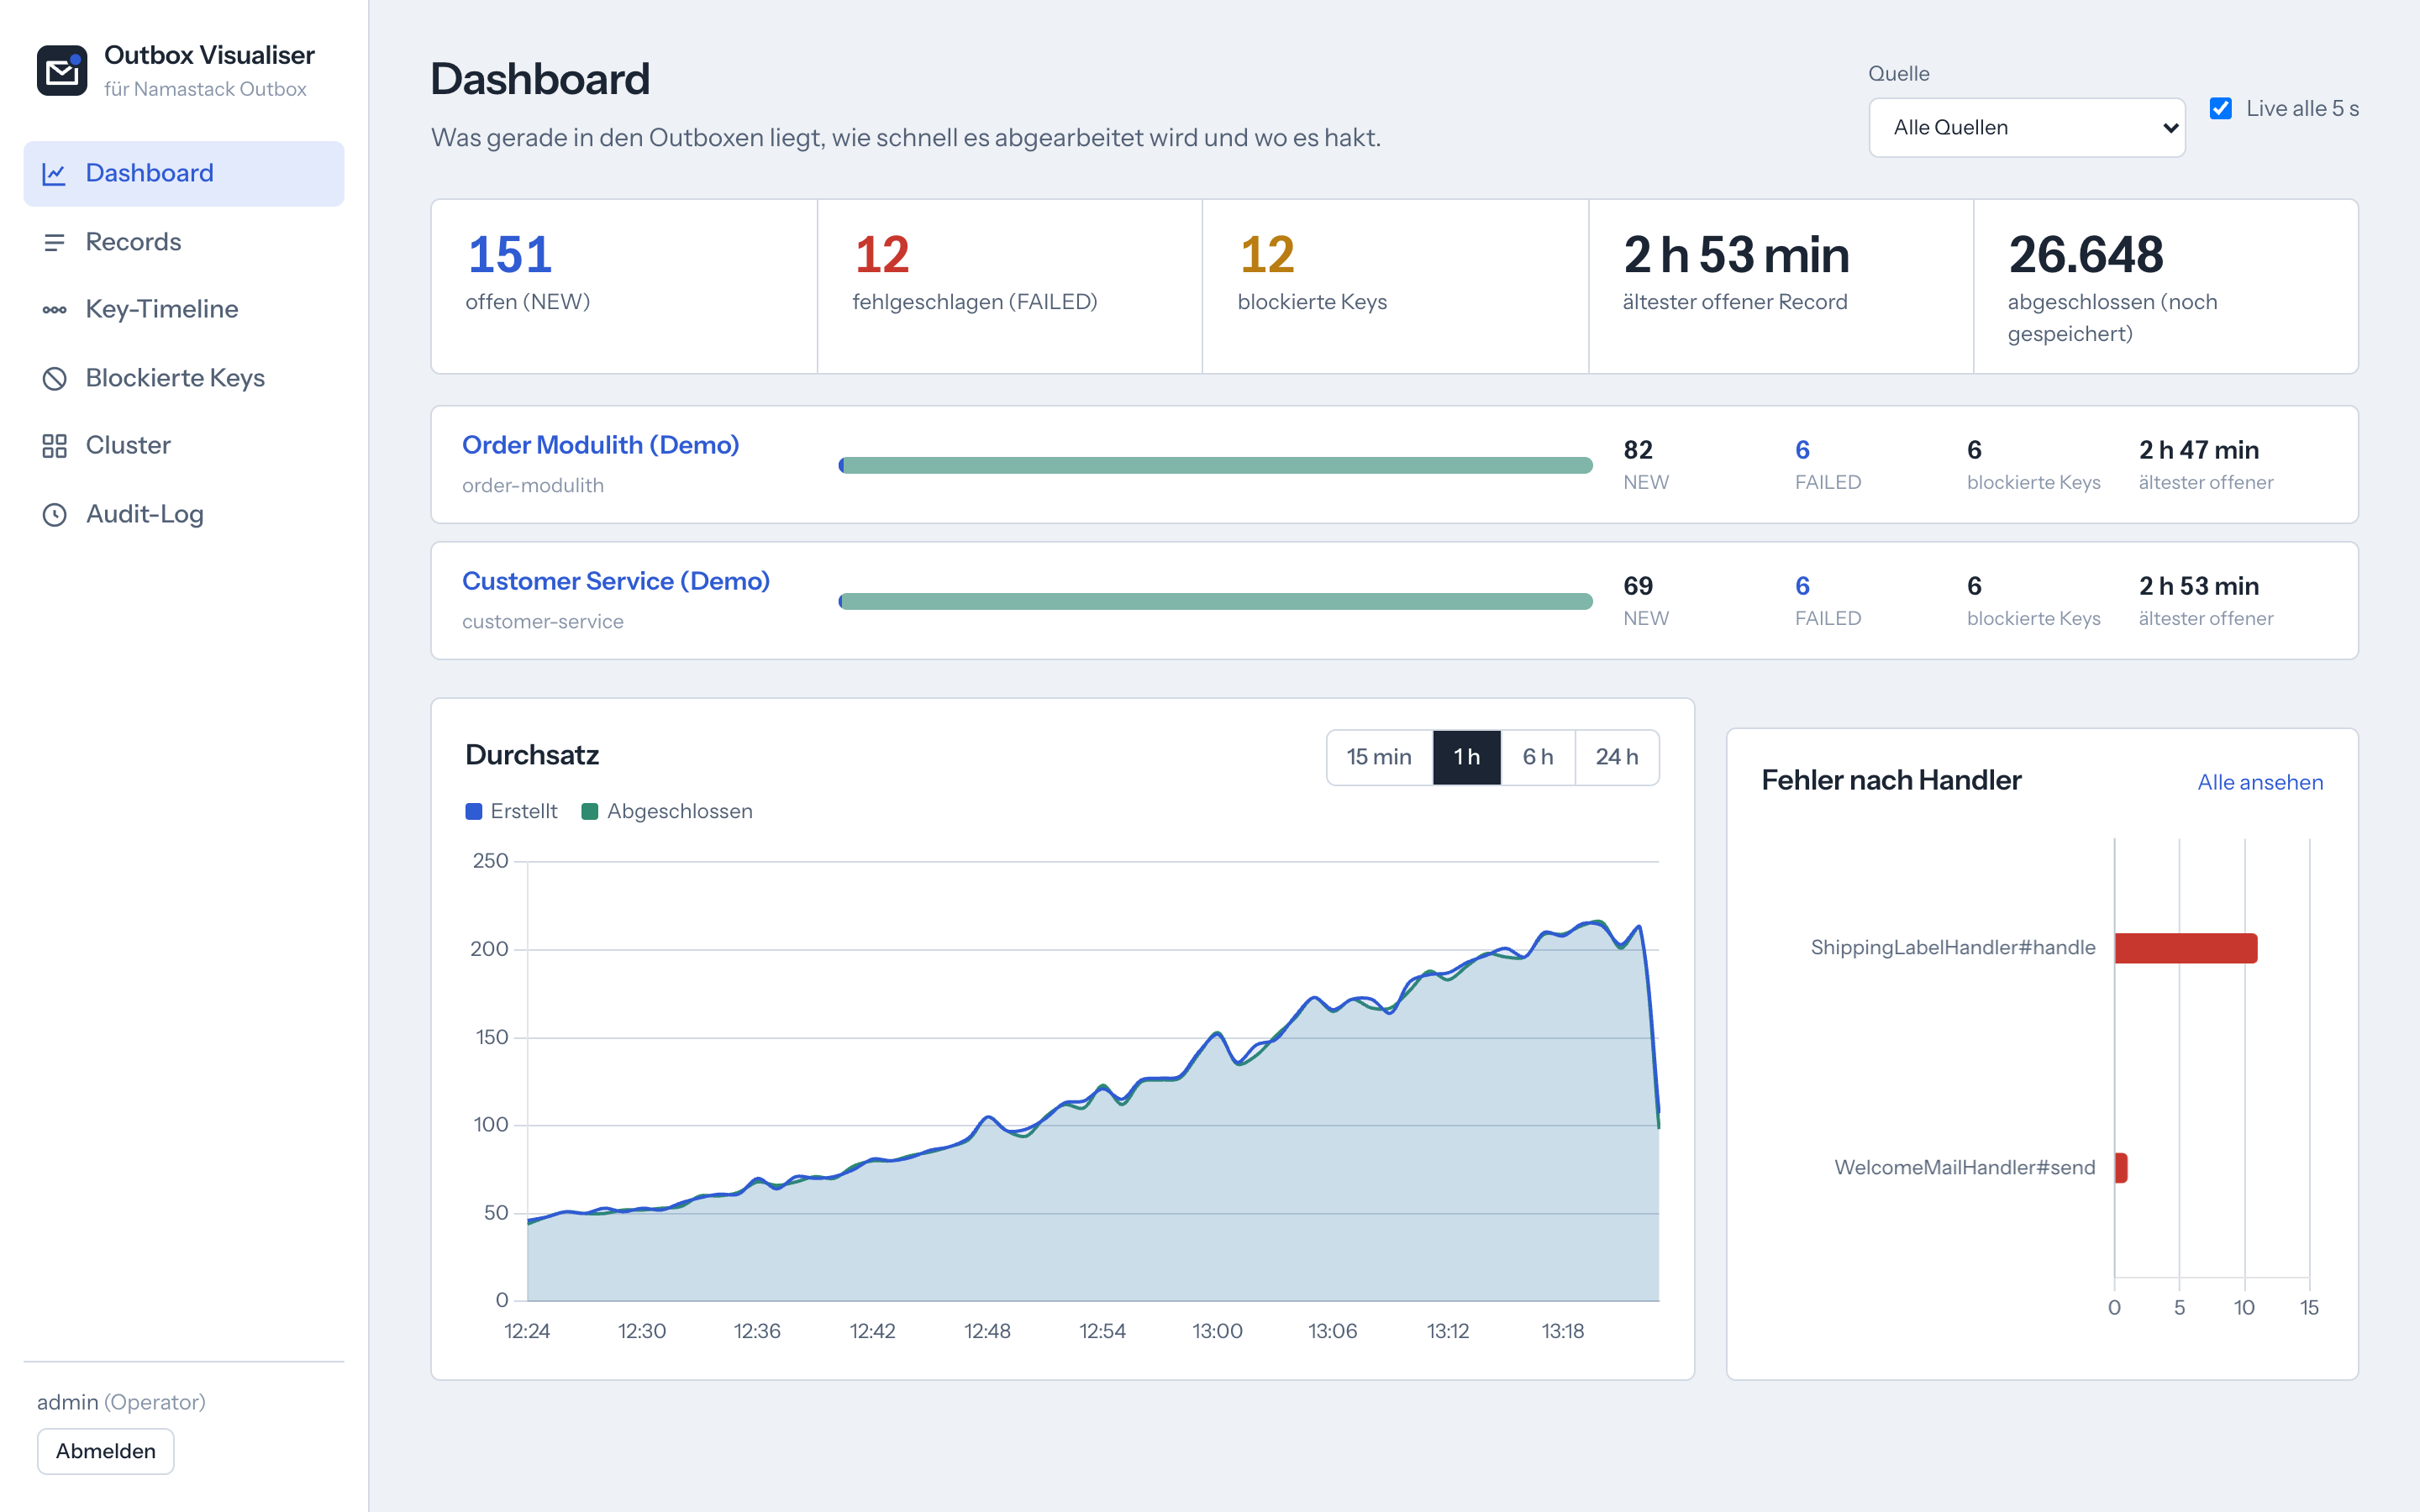 Outbox Visualiser
für Namastack Outbox
Dashboard
Records
Key-Timeline
Blockierte Keys
Cluster
Audit-Log
admin (Operator)
Abmelden
Dashboard
Was gerade in den Outboxen liegt, wie schnell es abgearbeitet wird und wo es hakt.
Quelle
Alle Quellen
Live alle 5 s
151
offen (NEW)
12
fehlgeschlagen (FAILED)
12
blockierte Keys
2 h 53 min
ältester offener Record
26.648
abgeschlossen (noch
gespeichert)
Order Modulith (Demo)
order-modulith
82
NEW
6
FAILED
6
blockierte Keys
2 h 47 min
ältester offener
Customer Service (Demo)
customer-service
69
NEW
6
FAILED
6
blockierte Keys
2 h 53 min
ältester offener
Durchsatz
15 min 1 h 6 h 24 h
Erstellt Abgeschlossen
250
200
150
100
50
0
12:24 12:30 12:36 12:42 12:48 12:54 13:00 13:06 13:12 13:18
Fehler nach Handler
Alle ansehen
ShippingLabelHandler#handle
WelcomeMailHandler#send
0 5 10 15